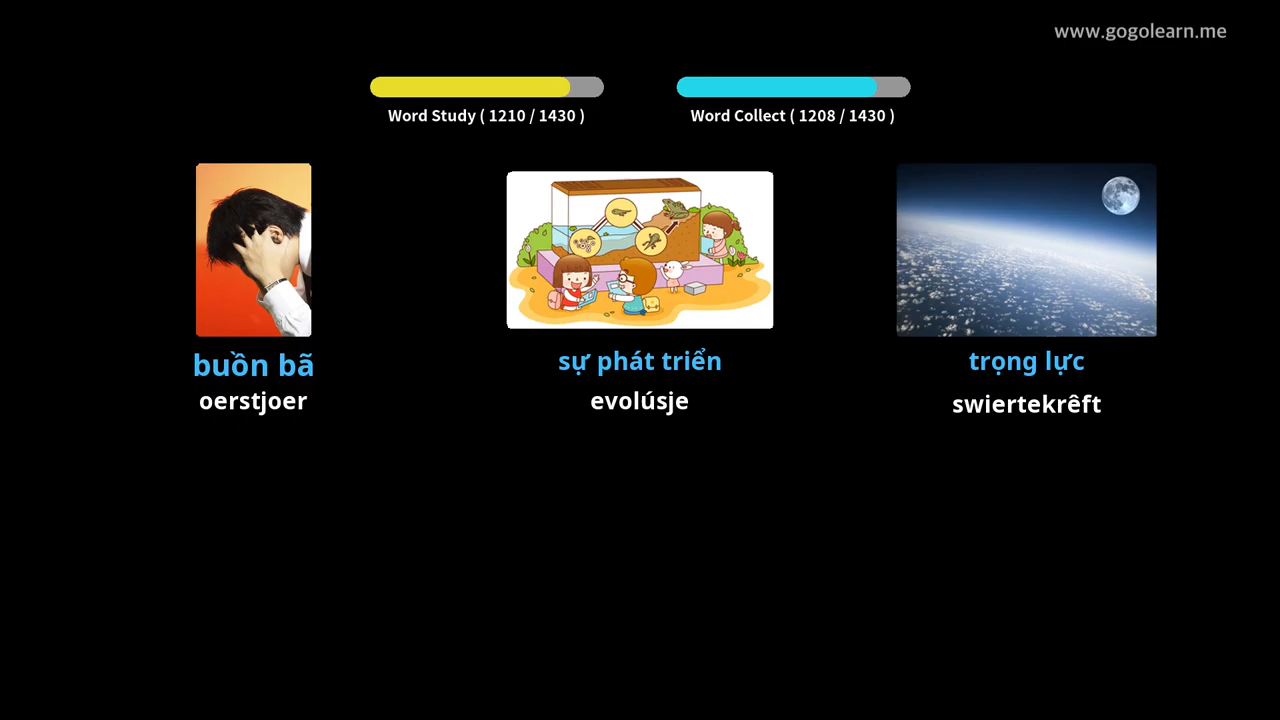 www.gogolearn.me
Word Study ( 1210 / 1430 )
Word Collect ( 1208 / 1430 )
buồn bã
oerstjoer
sự phát triển
evolúsje
trọng lực
swiertekrêft